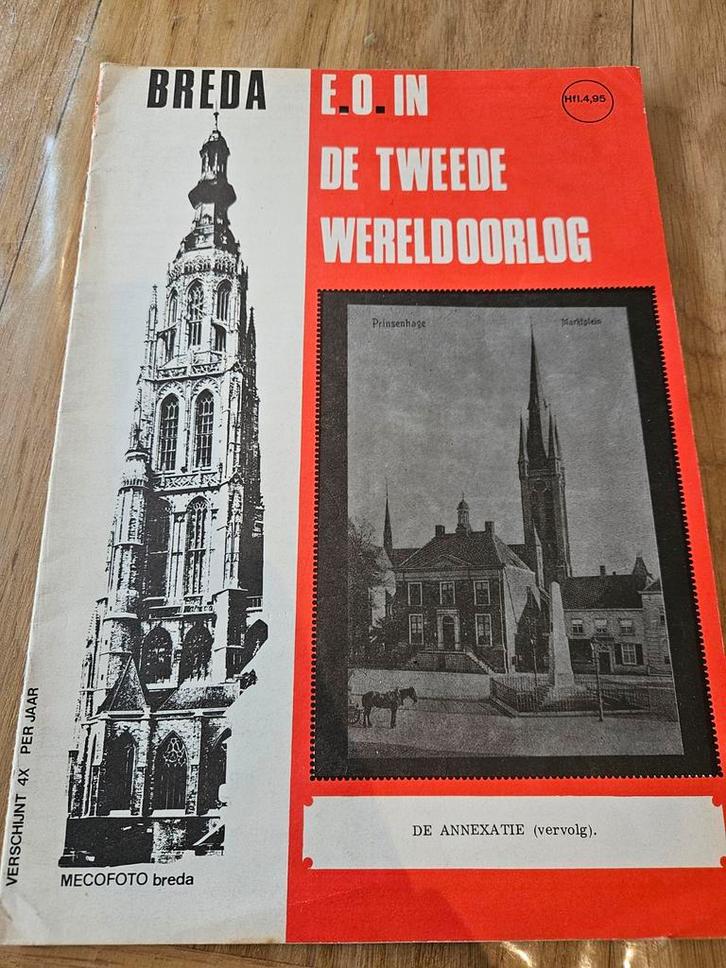 BREDA
E.O. IN
DE TWEEDE
WERELDOORLOG
Hfl.4,95
Prinsenhage
Marktplein
DE ANNEXATIE (vervolg).
VERSCHIJNT 4X PER JAAR
MECOFOTO breda